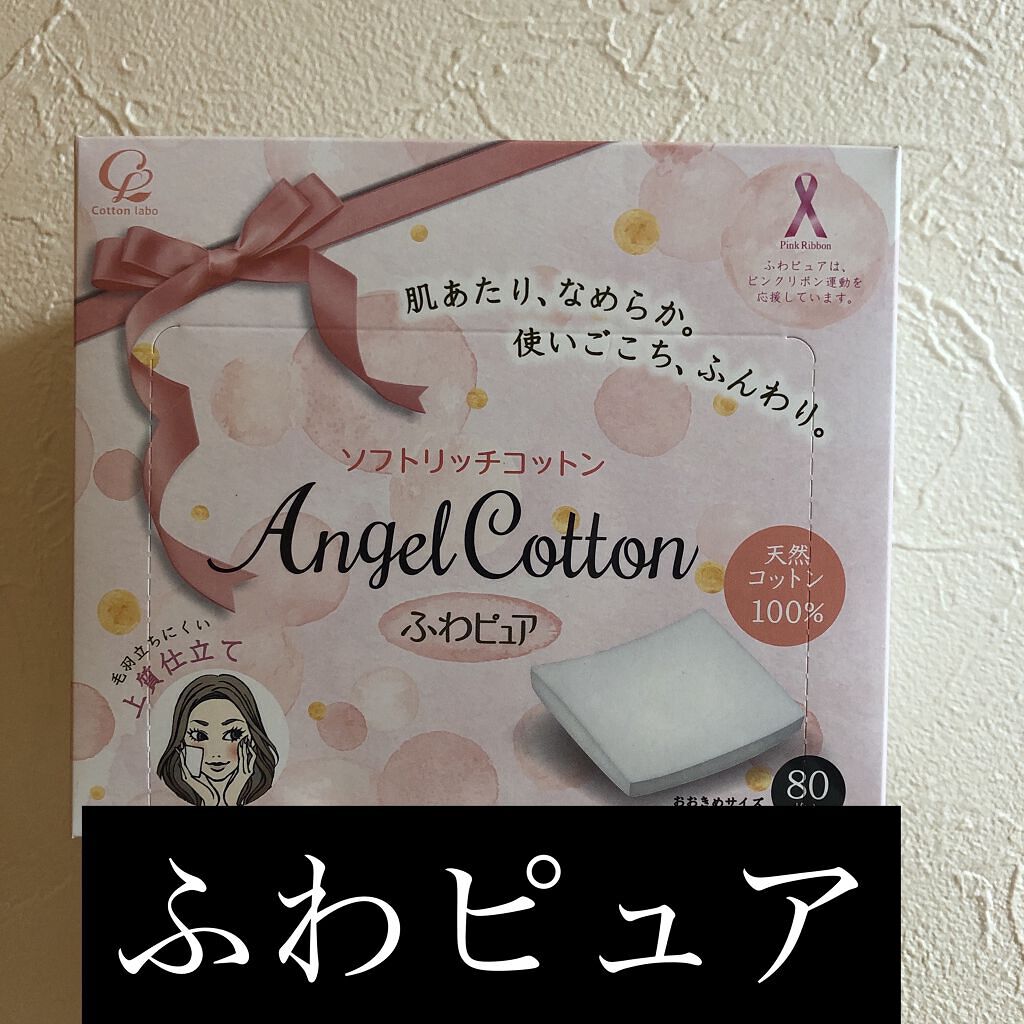 Cotton labo
Pink Ribbon
ふわピュアは、
ピンクリボン運動を
応援しています。
肌あたり、なめらか。
使いごこち、ふんわり。
ソフトリッチコットン
Angel Cotton
ふわピュア
天然
コットン
100%
毛羽立ちにくい
上質仕立て
おおきめサイズ
80
ふわピュア